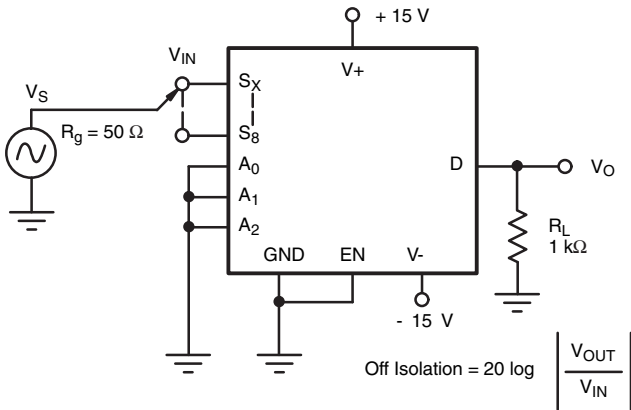 + 15 V
V_IN
V+
V_S
S_X
R_g = 50 Ω
S_8
A_0
D
V_O
A_1
A_2
R_L
1 kΩ
GND EN V-
- 15 V
Off Isolation = 20 log
V_OUT
V_IN